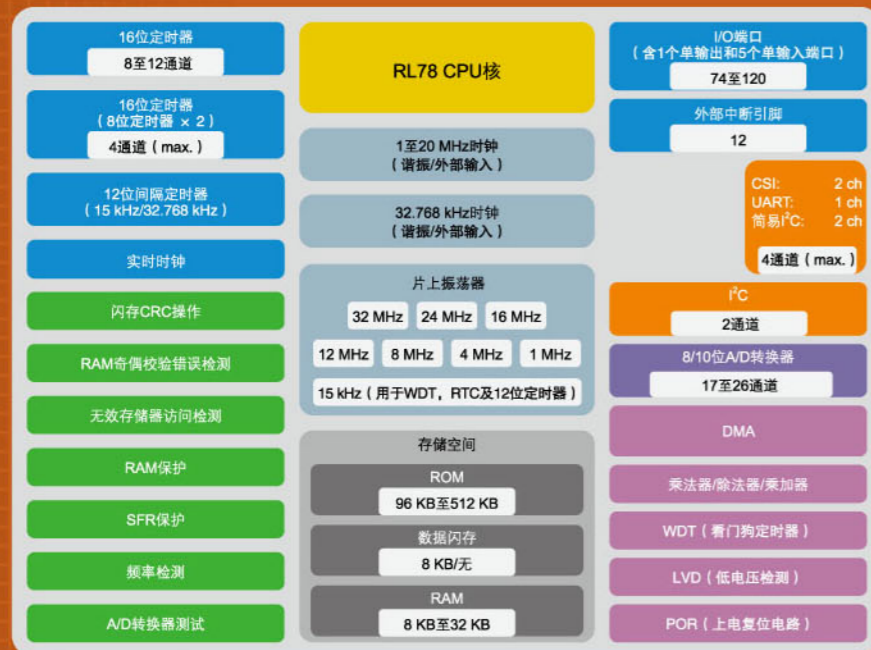 16位定时器
8至12通道
16位定时器
（8位定时器 × 2）
4通道（max.）
12位间隔定时器
（15 kHz/32.768 kHz）
实时时钟
闪存CRC操作
RAM奇偶校验错误检测
无效存储器访问检测
RAM保护
SFR保护
频率检测
A/D转换器测试
RL78 CPU核
1至20 MHz时钟
（谐振/外部输入）
32.768 kHz时钟
（谐振/外部输入）
片上振荡器
32 MHz 24 MHz 16 MHz
12 MHz 8 MHz 4 MHz 1 MHz
15 kHz（用于WDT，RTC及12位定时器）
存储空间
ROM
96 KB至512 KB
数据闪存
8 KB/无
RAM
8 KB至32 KB
I/O端口
（含1个单输出和5个单输入端口）
74至120
外部中断引脚
12
CSI: 2 ch
UART: 1 ch
简易I²C: 2 ch
4通道（max.）
I²C
2通道
8/10位A/D转换器
17至26通道
DMA
乘法器/除法器/乘加器
WDT（看门狗定时器）
LVD（低电压检测）
POR（上电复位电路）